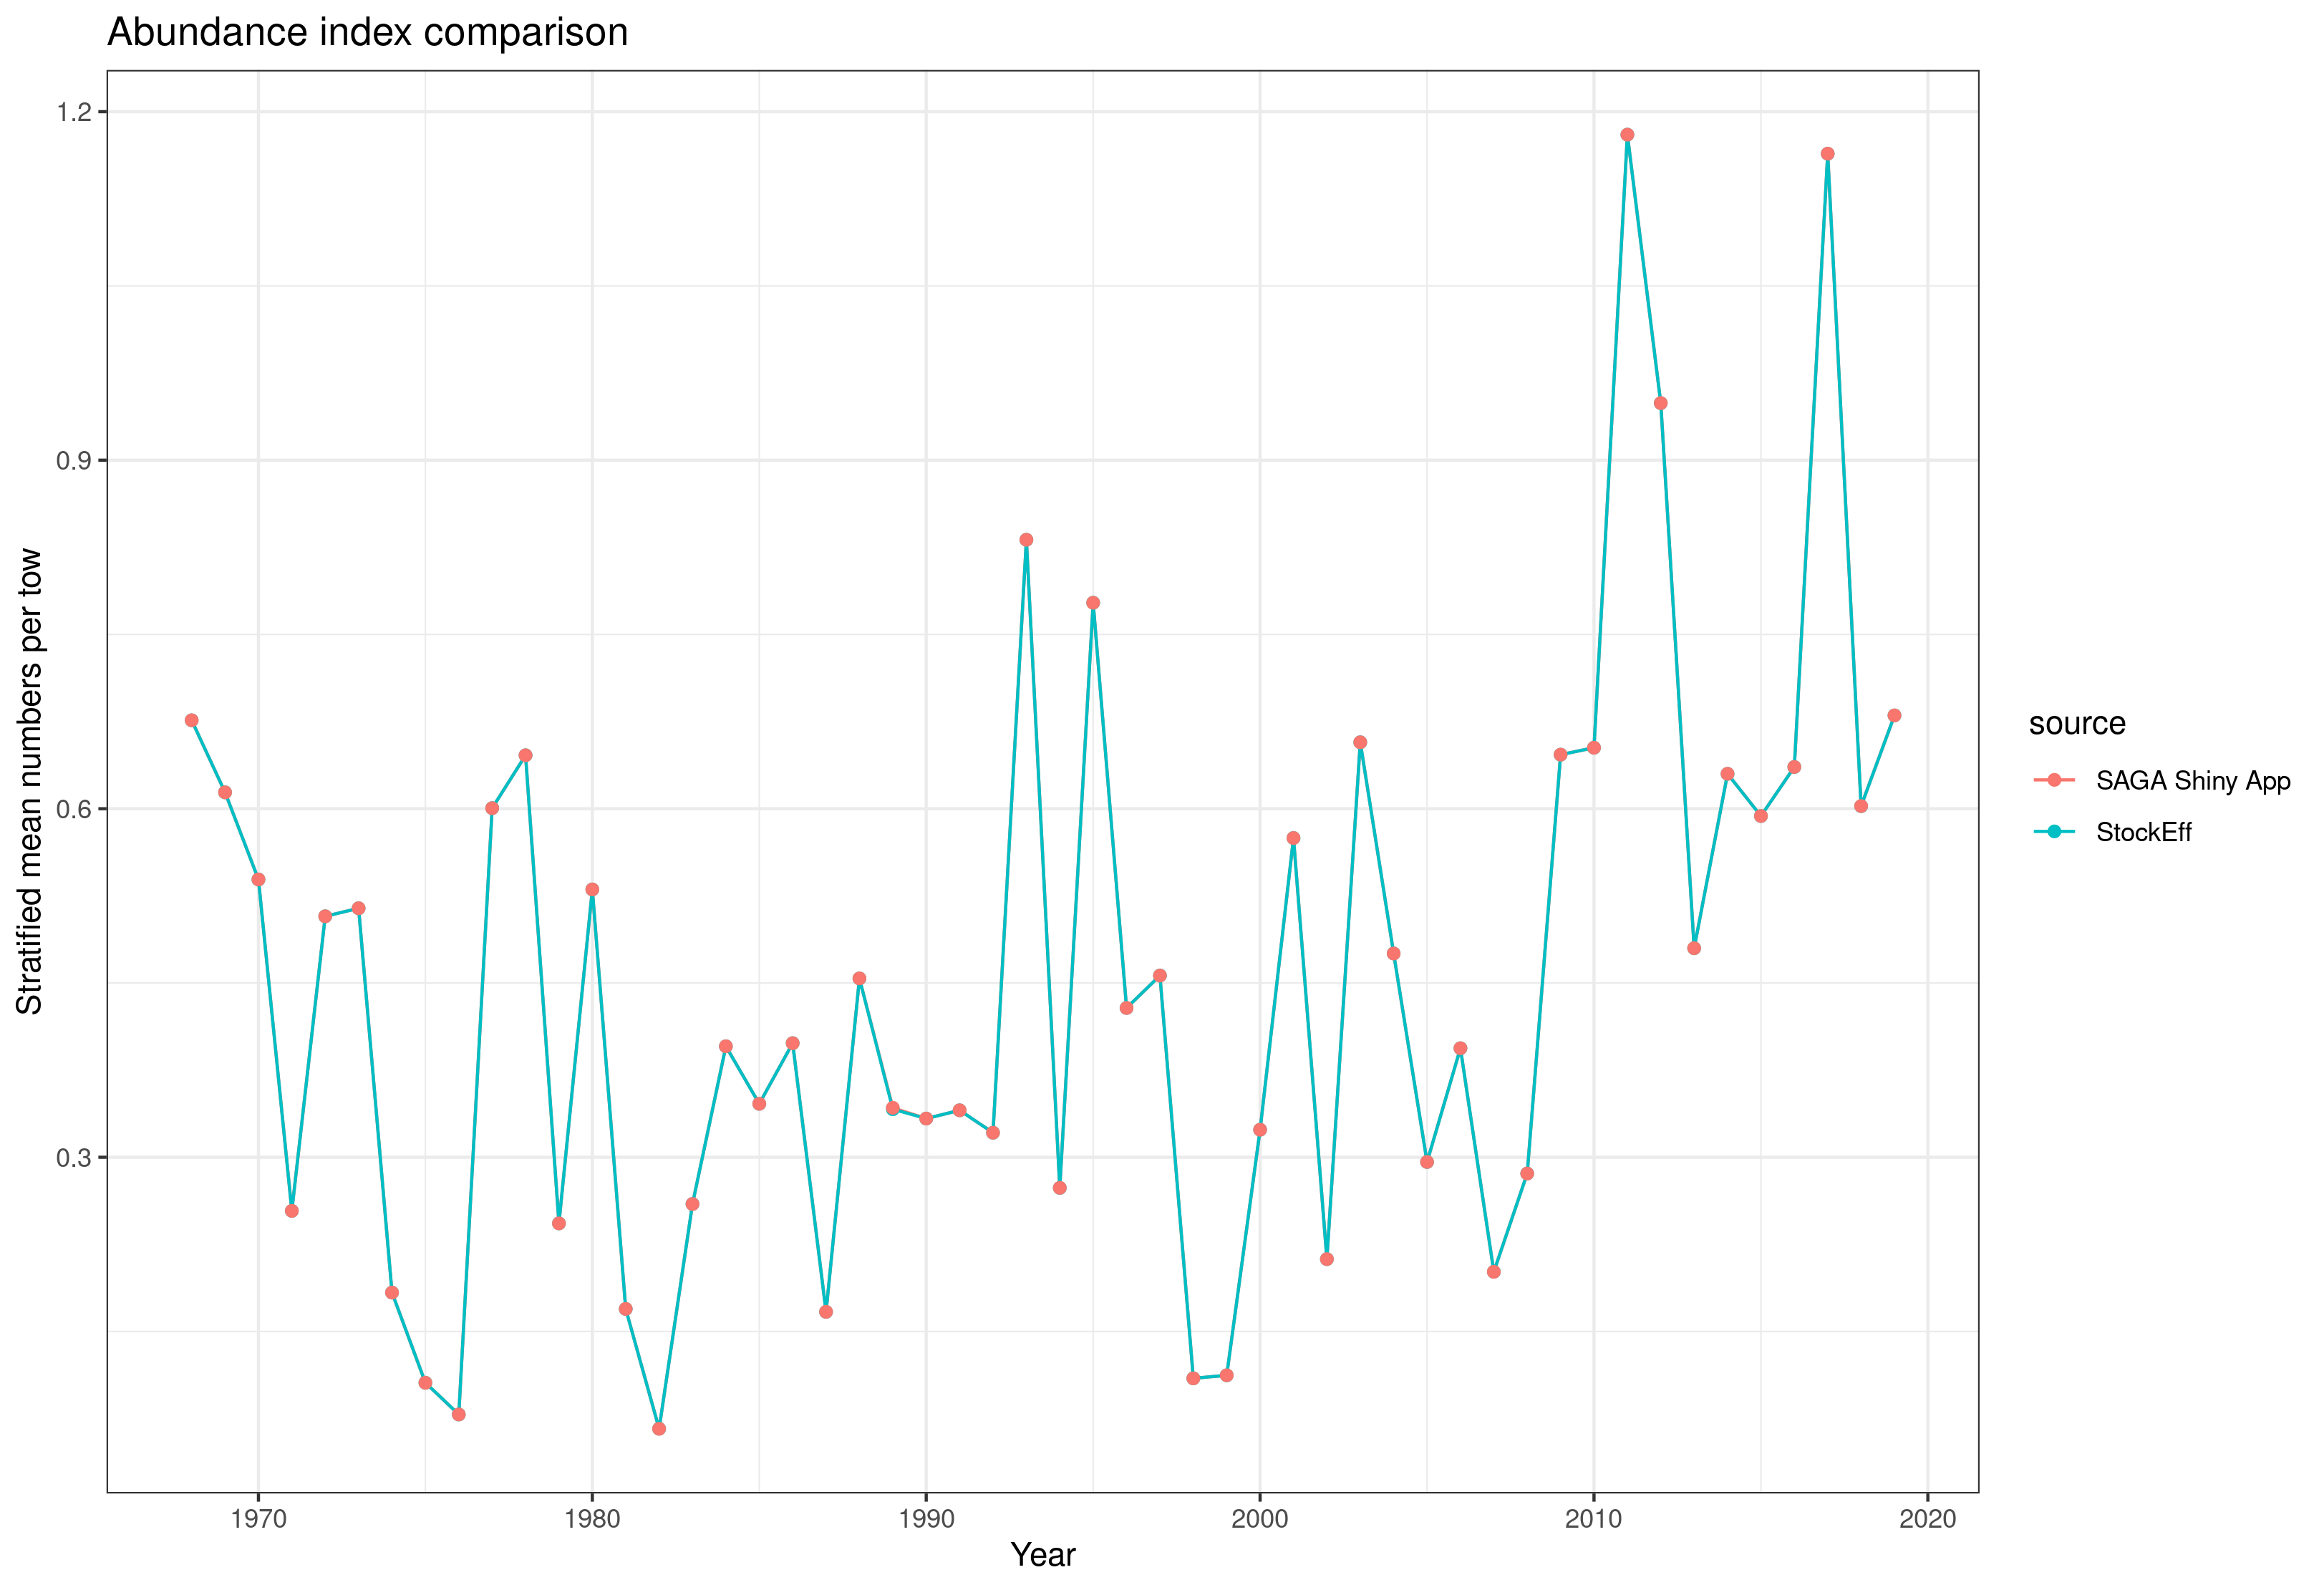 Abundance index comparison
1.2
0.9
0.6
0.3
Stratified mean numbers per tow
1970 1980 1990 2000 2010 2020
Year
source
SAGA Shiny App
StockEff